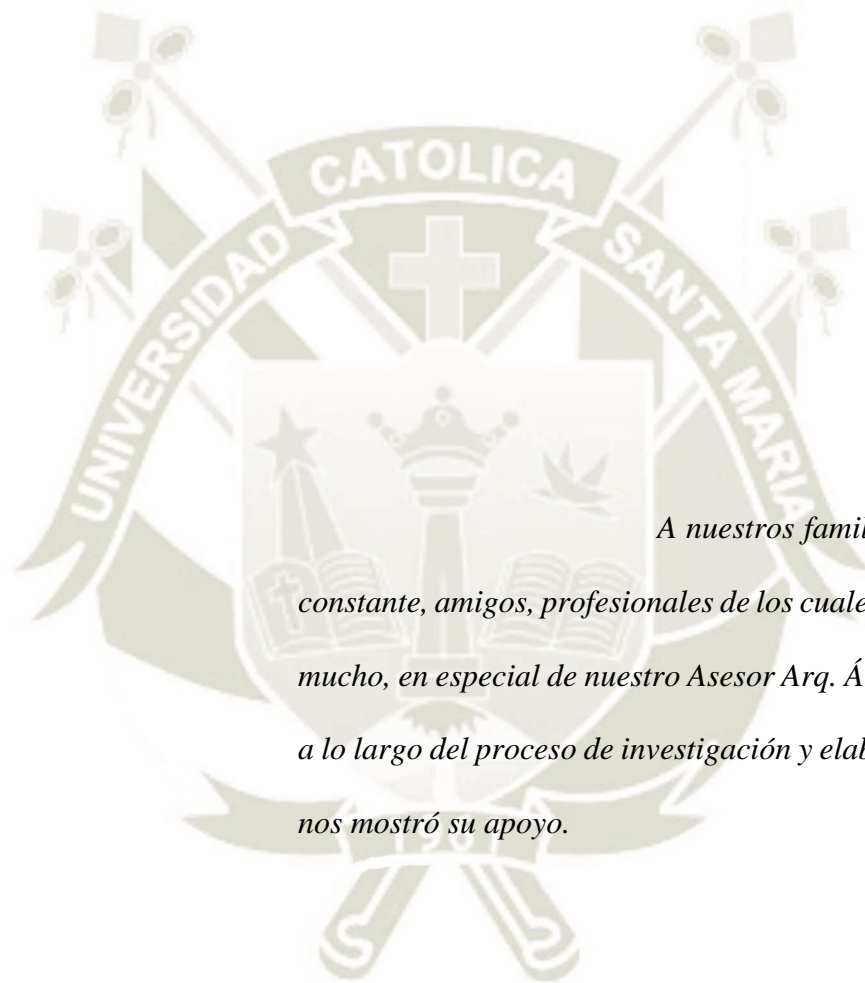 UNIVERSIDAD CATOLICA SANTA MARIA
A nuestros famil
constante, amigos, profesionales de los cuale
mucho, en especial de nuestro Asesor Arq. Á
a lo largo del proceso de investigación y elab
nos mostró su apoyo.
1961